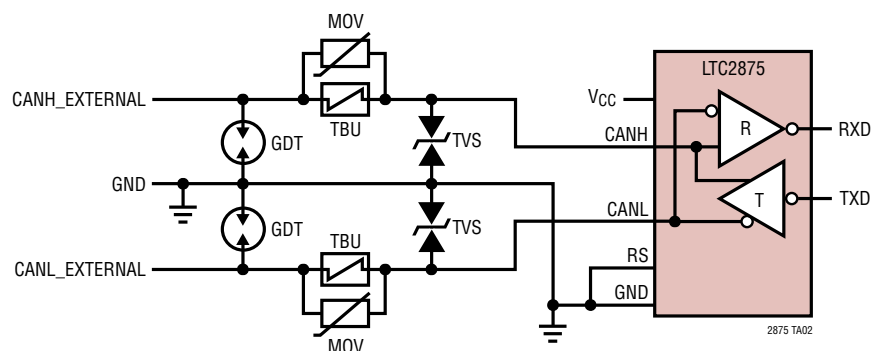 MOV
LTC2875
CANH_EXTERNAL
VCC
TBU
R
RXD
GDT
TVS
CANH
GND
T
TXD
CANL
GDT
TBU
TVS
RS
CANL_EXTERNAL
GND
MOV
2875 TA02